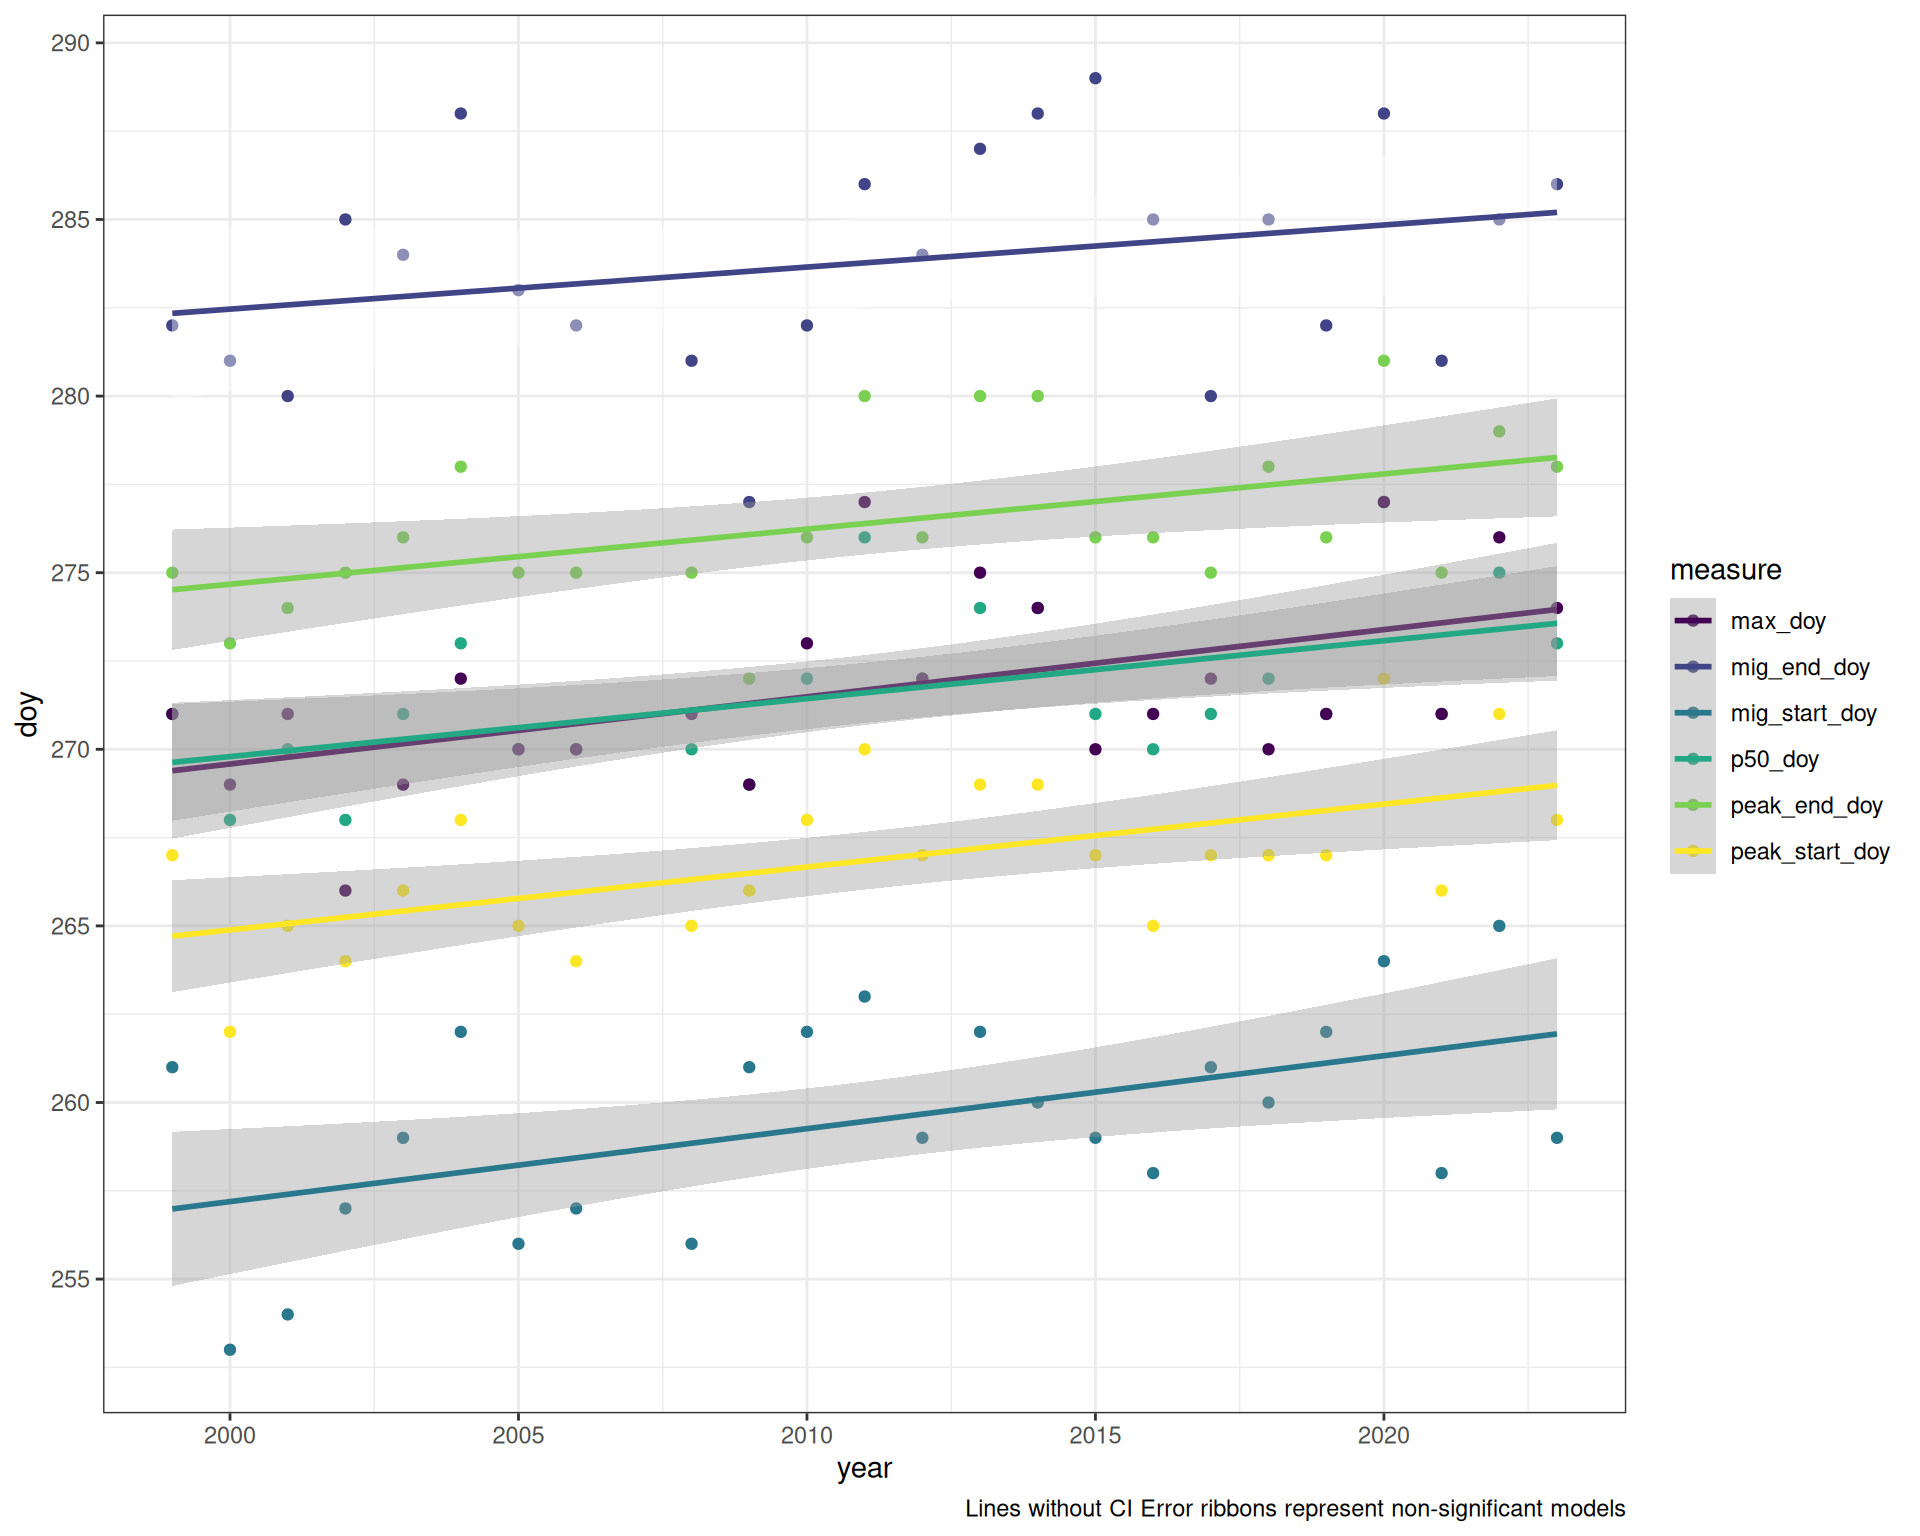 290
285
280
275
270
265
260
255
doy
2000 2005 2010 2015 2020
year
measure
max_doy
mig_end_doy
mig_start_doy
p50_doy
peak_end_doy
peak_start_doy
Lines without CI Error ribbons represent non-significant models